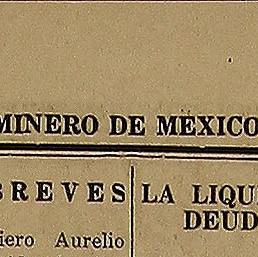 MINERO DE MEXICO
BREVES
iero Aurelio
LA LIQU
DEUD